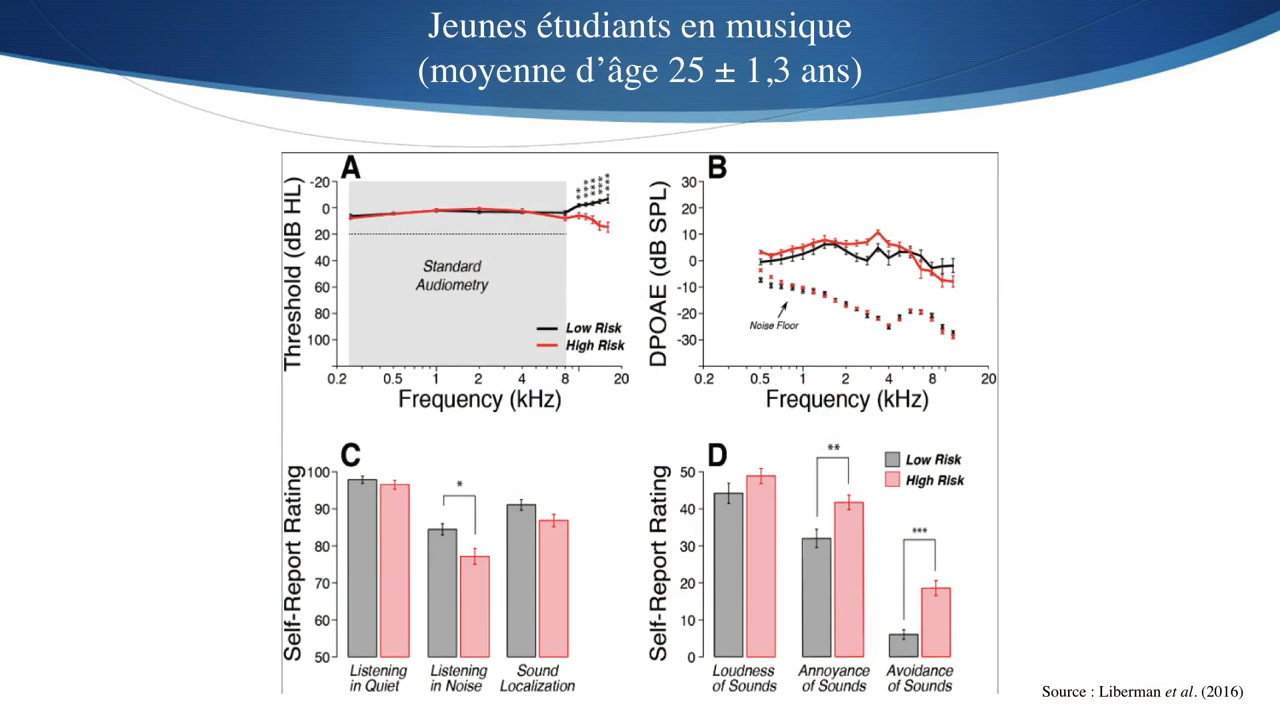 Jeunes étudiants en musique
(moyenne d’âge 25 ± 1,3 ans)
A
Threshold (dB HL)
-20
0
20
40
60
80
100
Standard
Audiometry
Low Risk
High Risk
0.2 0.5 1 2 4 8 20
Frequency (kHz)
B
DPOAE (dB SPL)
30
20
10
0
-10
-20
-30
Noise Floor
0.2 0.5 1 2 4 8 20
Frequency (kHz)
C
Self-Report Rating
100
90
80
70
60
50
*
Listening
in Quiet
Listening
in Noise
Sound
Localization
D
Self-Report Rating
50
40
30
20
10
0
**
***
Low Risk
High Risk
Loudness
of Sounds
Annoyance
of Sounds
Avoidance
of Sounds
Source : Liberman et al. (2016)